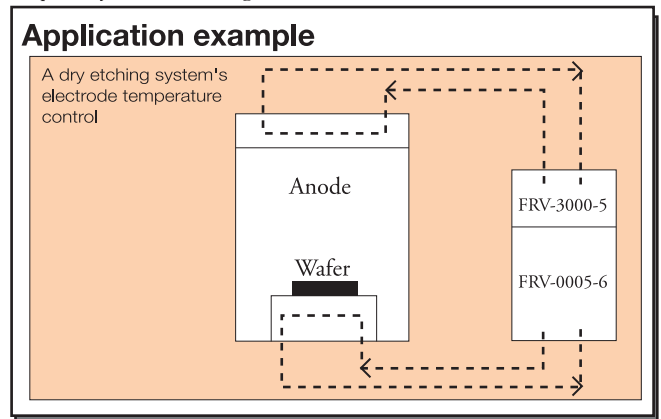 Application example
A dry etching system's
electrode temperature
control
Anode
FRV-3000-5
Wafer
FRV-0005-6